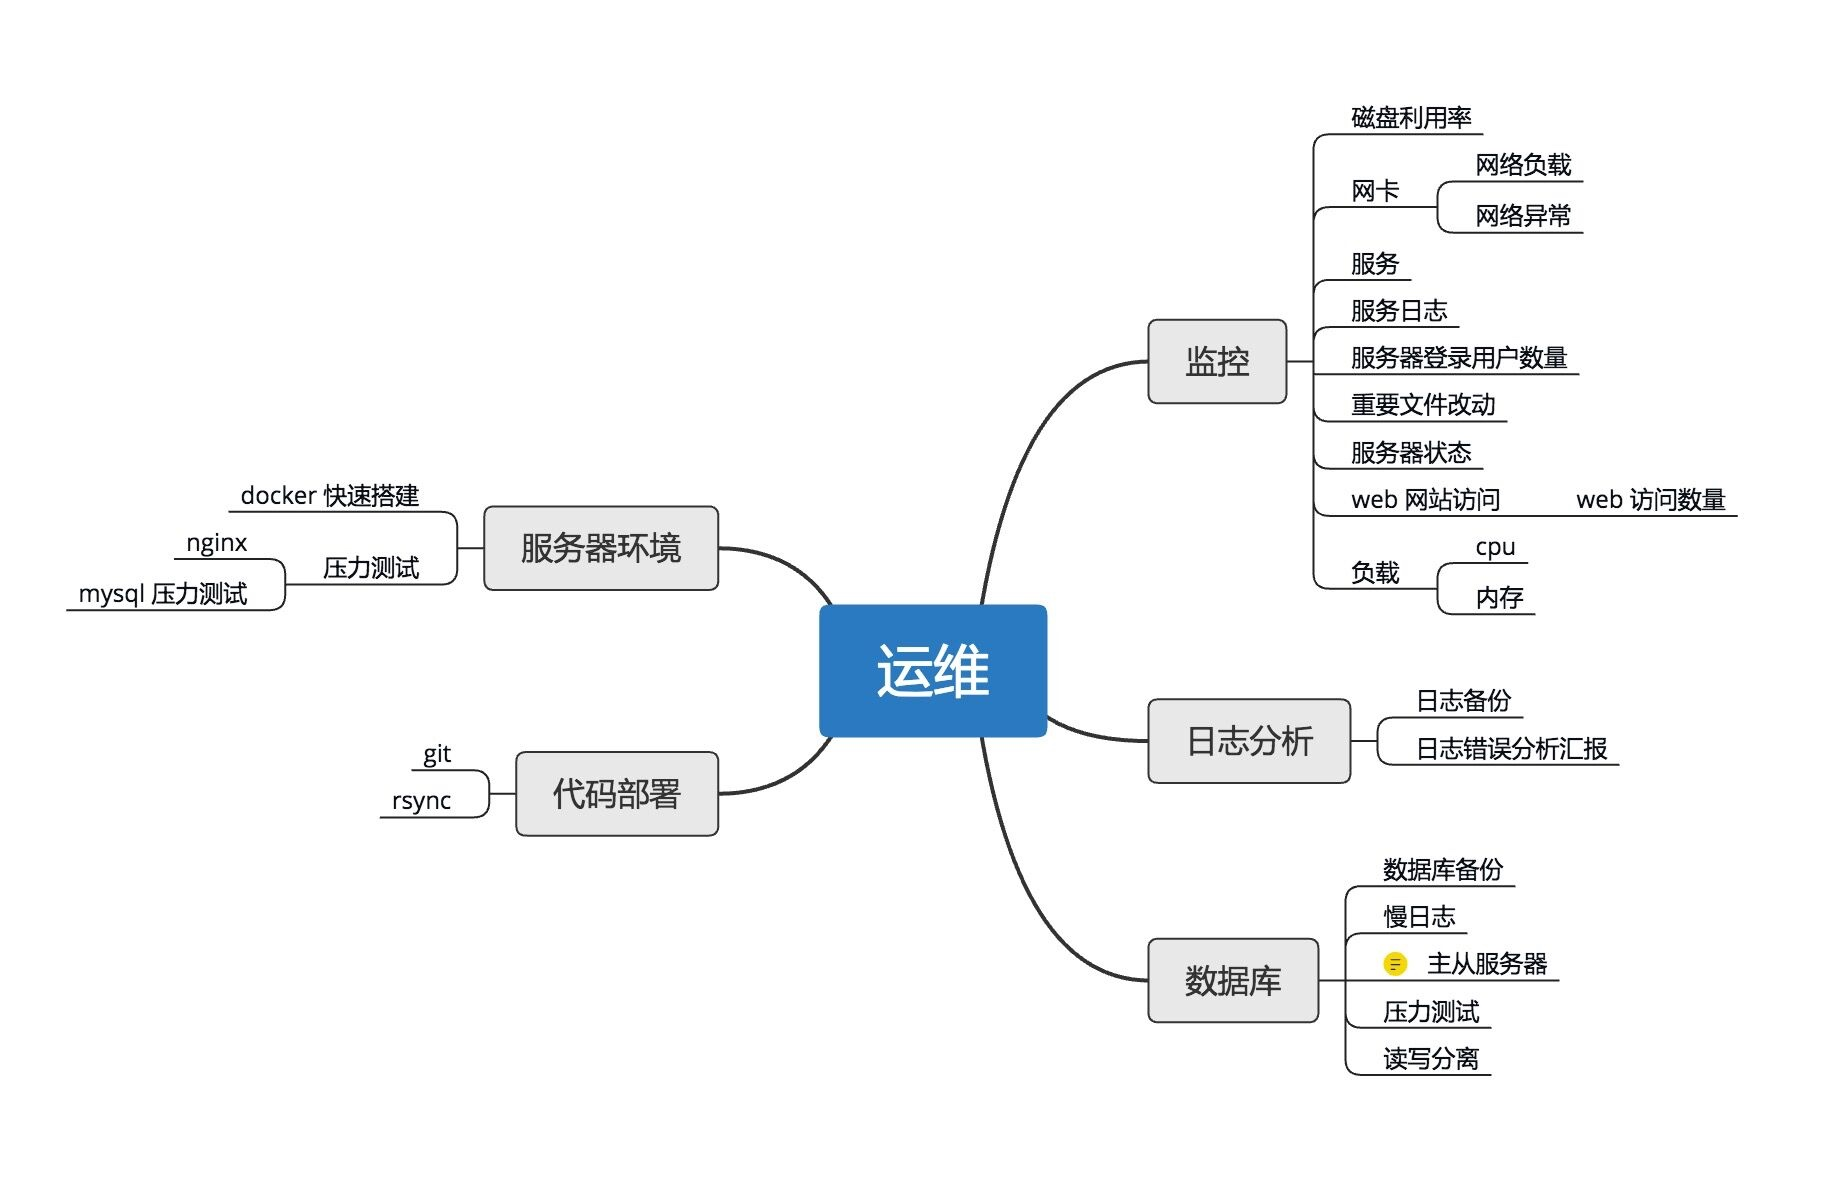 运维
监控
磁盘利用率
网卡
网络负载
网络异常
服务
服务日志
服务器登录用户数量
重要文件改动
服务器状态
web 网站访问
web 访问数量
负载
cpu
内存
日志分析
日志备份
日志错误分析汇报
数据库
数据库备份
慢日志
主从服务器
压力测试
读写分离
服务器环境
docker 快速搭建
压力测试
nginx
mysql 压力测试
代码部署
git
rsync